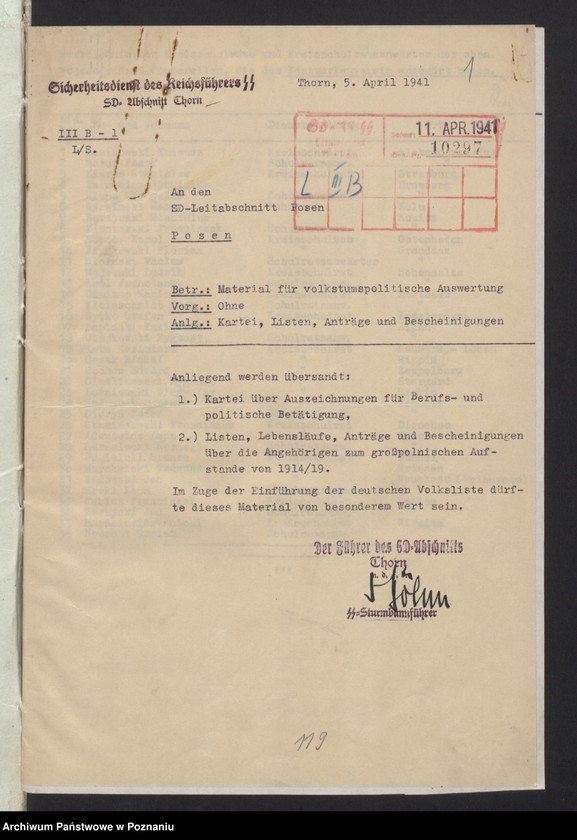 Sicherheitsdienst des Reichsführers SS
SD-Abschnitt Thorn
Thorn, 5. April 1941
1
III B - 1
L/S.
11. APR. 1941
10297
L III B
An den
SD-Leitabschnitt Posen
Posen
Betr.: Material für volkstumspolitische Auswertung
Vorg.: Ohne
Anlg.: Kartei, Listen, Anträge und Bescheinigungen
Anliegend werden übersandt:
1.) Kartei über Auszeichnungen für Berufs- und
politische Betätigung,
2.) Listen, Lebensläufe, Anträge und Bescheinigungen
über die Angehörigen zum großpolnischen Auf-
stande von 1914/19.
Im Zuge der Einführung der deutschen Volksliste dürf-
te dieses Material von besonderem Wert sein.
Der Führer des SD-Abschnitts
Thorn
SS-Sturmbannführer
119
Archiwum Państwowe w Poznaniu